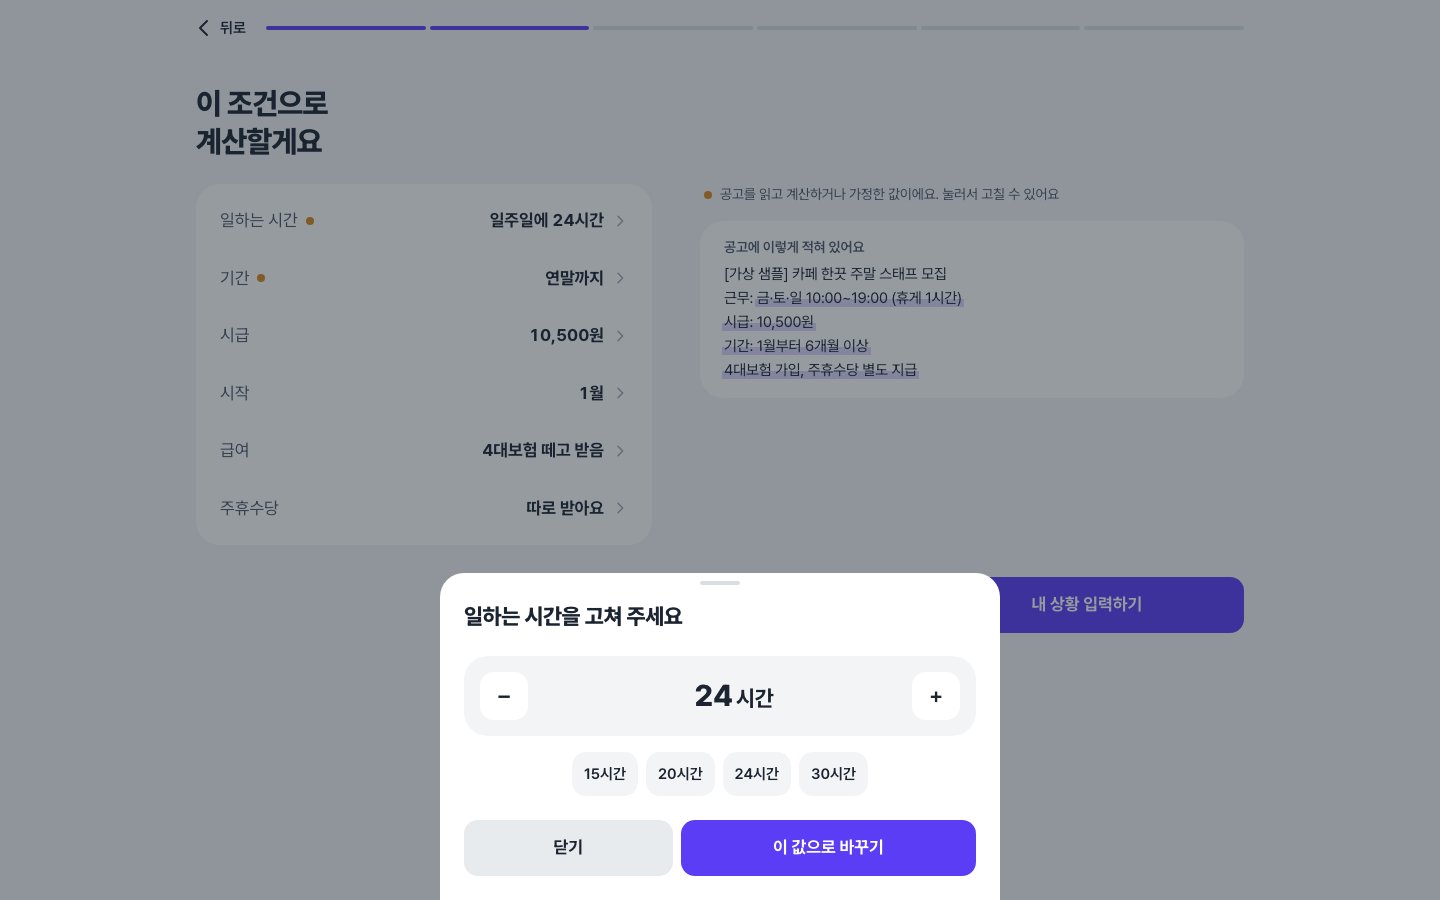 뒤로
이 조건으로
계산할게요
일하는 시간 일주일에 24시간
기간 연말까지
시급 10,500원
시작 1월
급여 4대보험 떼고 받음
주휴수당 따로 받아요
공고를 읽고 계산하거나 가정한 값이에요. 눌러서 고칠 수 있어요
공고에 이렇게 적혀 있어요
[가상 샘플] 카페 한끗 주말 스태프 모집
근무: 금·토·일 10:00~19:00 (휴게 1시간)
시급: 10,500원
기간: 1월부터 6개월 이상
4대보험 가입, 주휴수당 별도 지급
내 상황 입력하기
일하는 시간을 고쳐 주세요
− 24시간 +
15시간 20시간 24시간 30시간
닫기 이 값으로 바꾸기